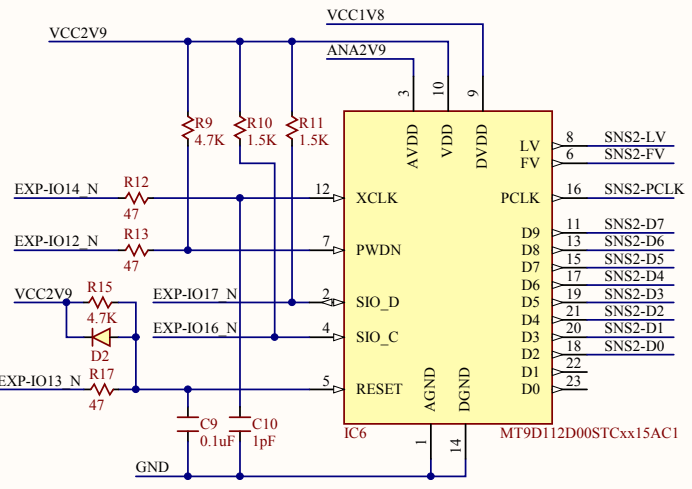 VCC1V8
VCC2V9
ANA2V9
3
10
9
R9
4.7K
R10
1.5K
R11
1.5K
AVDD
VDD
DVDD
LV
8
SNS2-LV
FV
6
SNS2-FV
EXP-IO14_N
R12
47
12
XCLK
PCLK
16
SNS2-PCLK
EXP-IO12_N
R13
47
7
PWDN
D9
11
SNS2-D7
D8
13
SNS2-D6
D7
15
SNS2-D5
D6
17
SNS2-D4
VCC2V9
R15
4.7K
D2
EXP-IO17_N
2
SIO_D
D5
19
SNS2-D3
D4
21
SNS2-D2
EXP-IO16_N
4
SIO_C
D3
20
SNS2-D1
D2
18
SNS2-D0
D1
22
D0
23
EXP-IO13_N
R17
47
5
RESET
AGND
DGND
C9
0.1uF
C10
1pF
IC6
MT9D112D00STCxx15AC1
1
14
GND